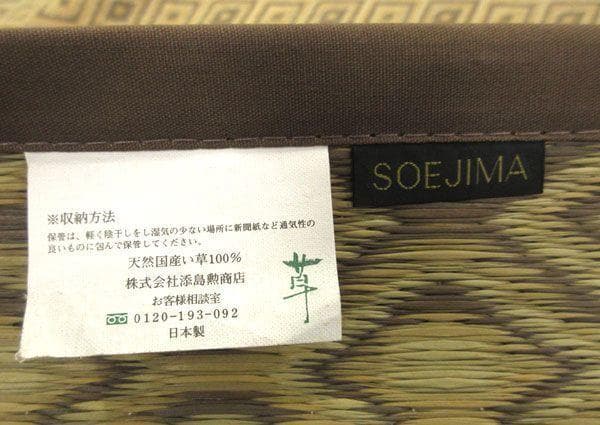 SOEJIMA
※収納方法
保管は、軽く陰干しをし湿気の少ない場所に新聞紙など通気性の
良いものに包んで保管してください。
天然国産い草100%
株式会社添島勲商店
お客様相談室
0120-193-092
日本製
草